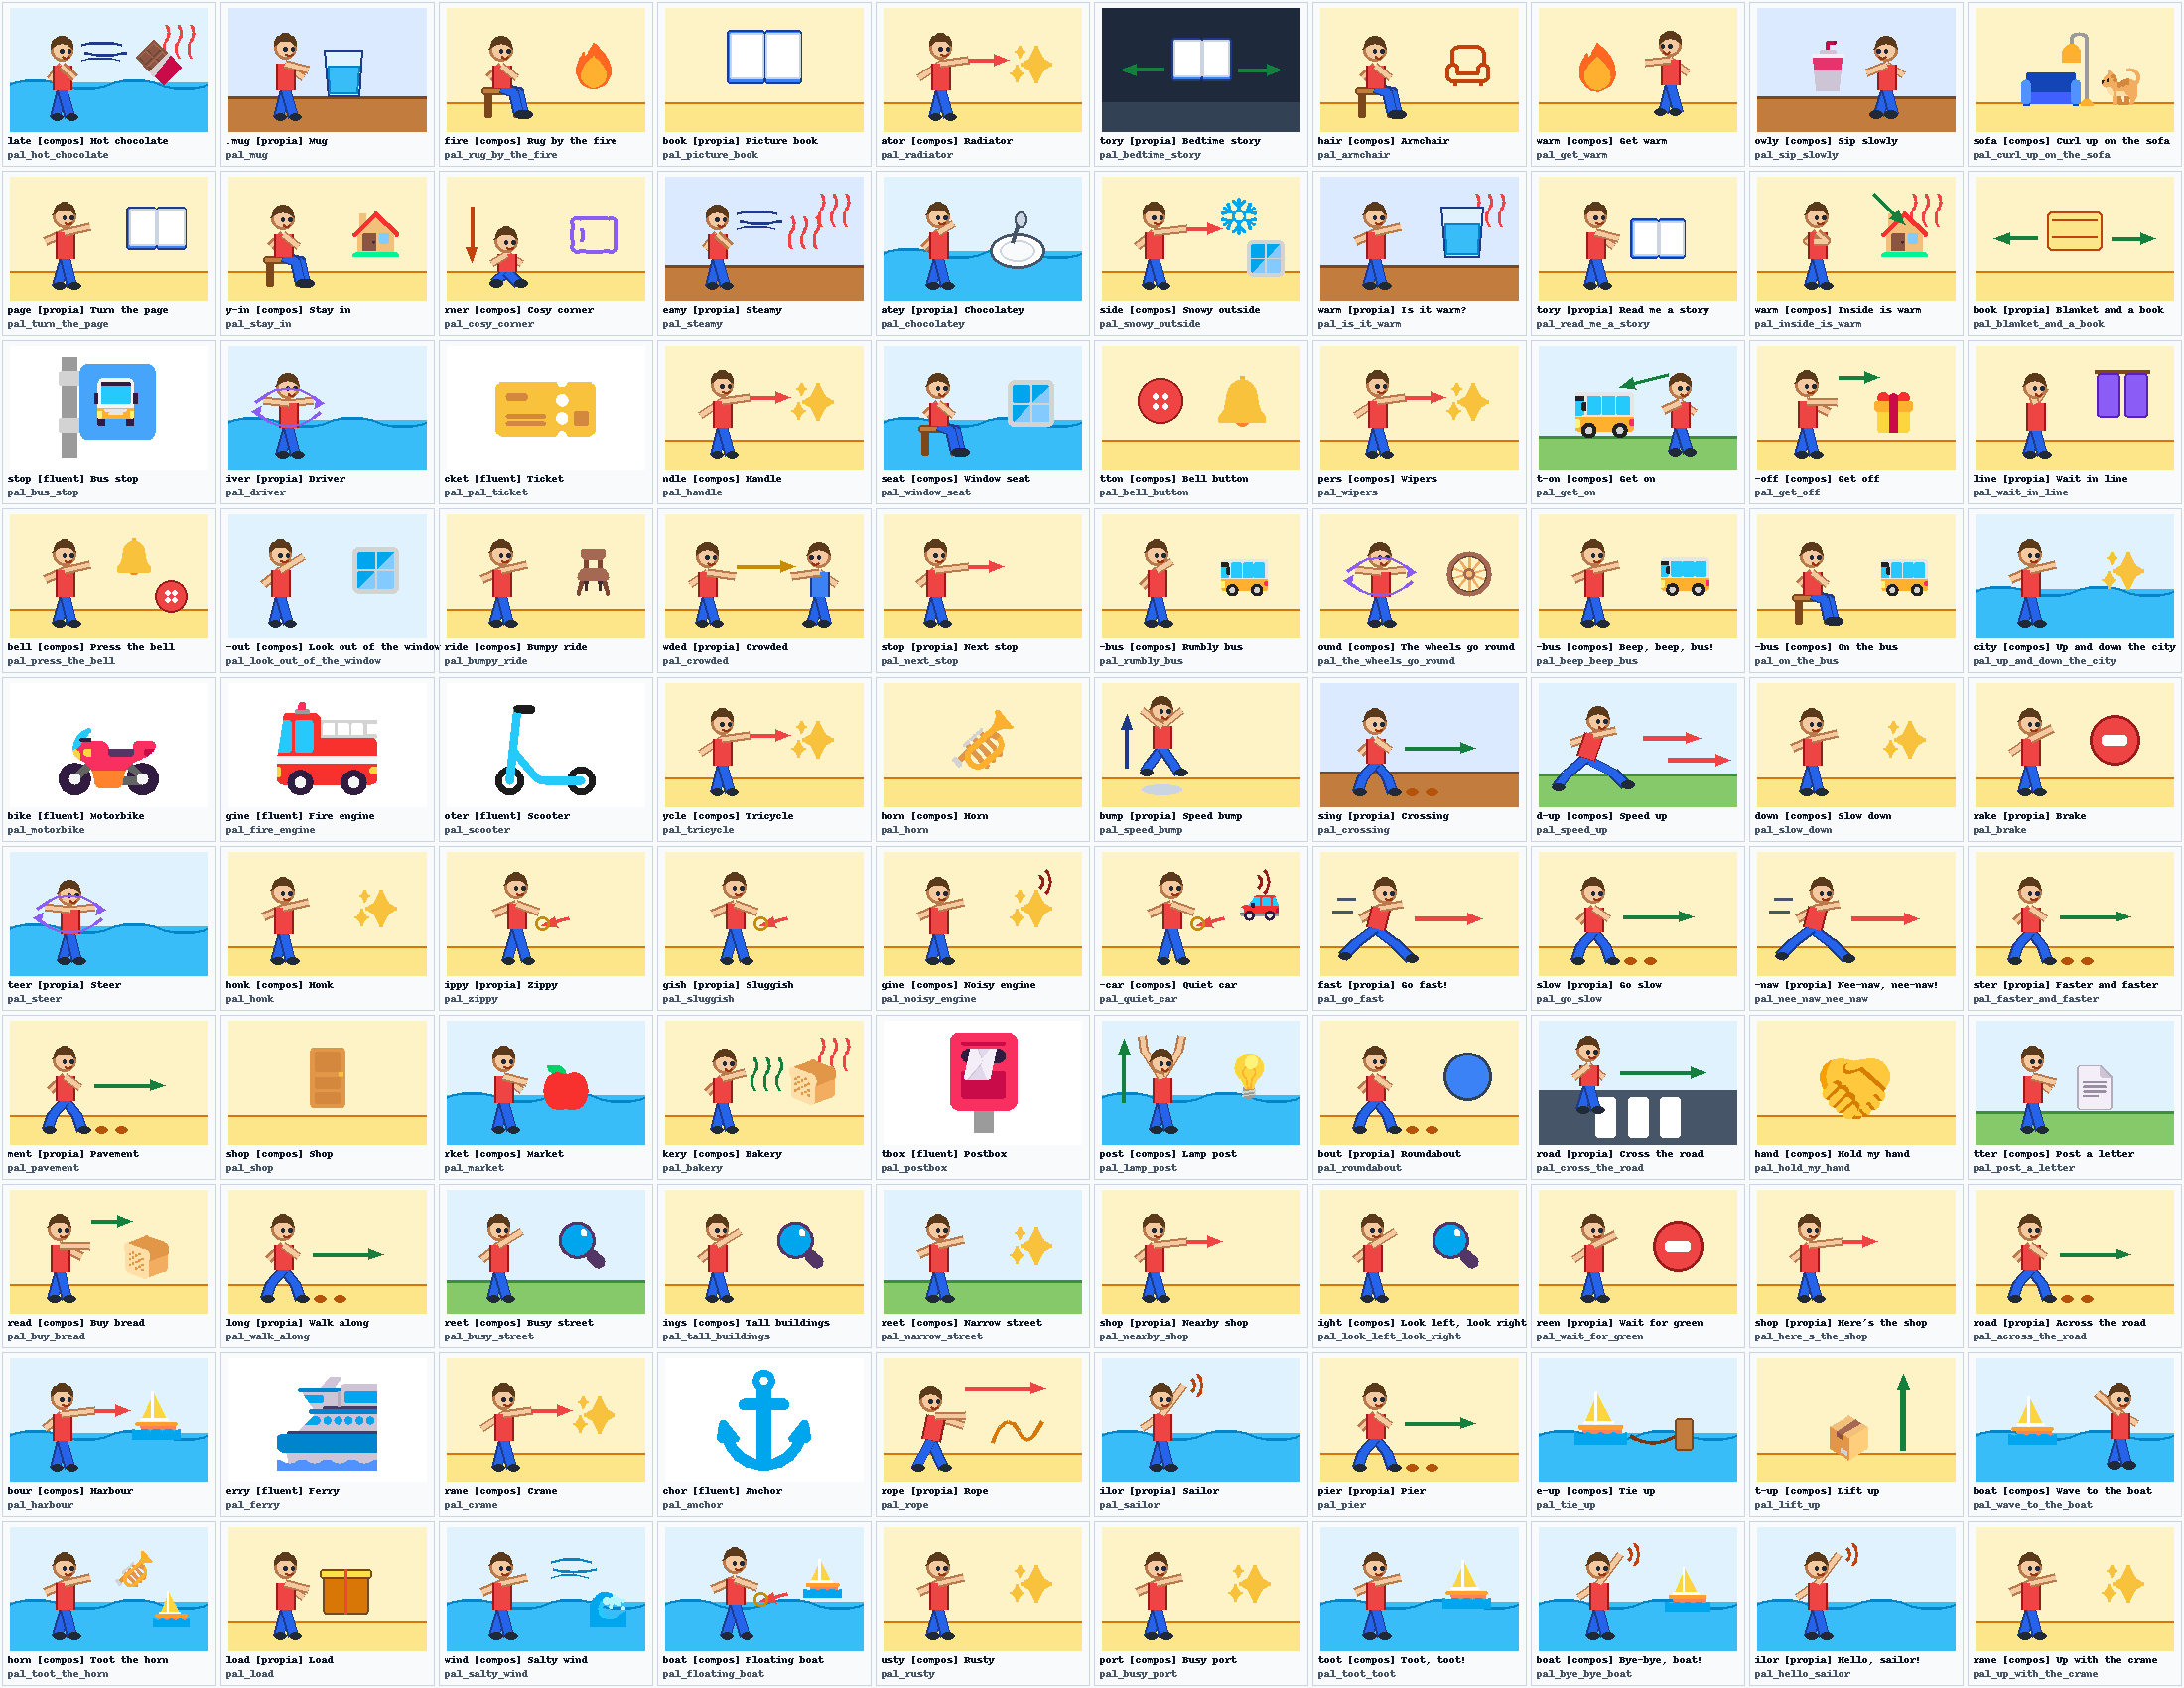 late [compos] Hot chocolate
pal_hot_chocolate
.mug [propia] Mug
pal_mug
fire [compos] Rug by the fire
pal_rug_by_the_fire
book [propia] Picture book
pal_picture_book
ator [compos] Radiator
pal_radiator
tory [propia] Bedtime story
pal_bedtime_story
hair [compos] Armchair
pal_armchair
warm [compos] Get warm
pal_get_warm
owly [compos] Sip slowly
pal_sip_slowly
sofa [compos] Curl up on the sofa
pal_curl_up_on_the_sofa
page [propia] Turn the page
pal_turn_the_page
y-in [compos] Stay in
pal_stay_in
rner [compos] Cosy corner
pal_cosy_corner
eamy [propia] Steamy
pal_steamy
atey [propia] Chocolatey
pal_chocolatey
side [compos] Snowy outside
pal_snowy_outside
warm [propia] Is it warm?
pal_is_it_warm
tory [propia] Read me a story
pal_read_me_a_story
warm [compos] Inside is warm
pal_inside_is_warm
book [propia] Blanket and a book
pal_blanket_and_a_book
stop [fluent] Bus stop
pal_bus_stop
iver [propia] Driver
pal_driver
cket [fluent] Ticket
pal_pal_ticket
ndle [compos] Handle
pal_handle
seat [compos] Window seat
pal_window_seat
tton [compos] Bell button
pal_bell_button
pers [compos] Wipers
pal_wipers
t-on [compos] Get on
pal_get_on
-off [compos] Get off
pal_get_off
line [propia] Wait in line
pal_wait_in_line
bell [compos] Press the bell
pal_press_the_bell
-out [compos] Look out of the window
pal_look_out_of_the_window
ride [compos] Bumpy ride
pal_bumpy_ride
wded [propia] Crowded
pal_crowded
stop [propia] Next stop
pal_next_stop
-bus [compos] Rumbly bus
pal_rumbly_bus
ound [compos] The wheels go round
pal_the_wheels_go_round
-bus [compos] Beep, beep, bus!
pal_beep_beep_bus
-bus [compos] On the bus
pal_on_the_bus
city [compos] Up and down the city
pal_up_and_down_the_city
bike [fluent] Motorbike
pal_motorbike
gine [fluent] Fire engine
pal_fire_engine
oter [fluent] Scooter
pal_scooter
ycle [compos] Tricycle
pal_tricycle
horn [compos] Horn
pal_horn
bump [propia] Speed bump
pal_speed_bump
sing [propia] Crossing
pal_crossing
d-up [compos] Speed up
pal_speed_up
down [compos] Slow down
pal_slow_down
rake [propia] Brake
pal_brake
teer [propia] Steer
pal_steer
honk [compos] Honk
pal_honk
ippy [propia] Zippy
pal_zippy
gish [propia] Sluggish
pal_sluggish
gine [compos] Noisy engine
pal_noisy_engine
-car [compos] Quiet car
pal_quiet_car
fast [propia] Go fast!
pal_go_fast
slow [propia] Go slow
pal_go_slow
-naw [propia] Nee-naw, nee-naw!
pal_nee_naw_nee_naw
ster [propia] Faster and faster
pal_faster_and_faster
ment [propia] Pavement
pal_pavement
shop [compos] Shop
pal_shop
rket [compos] Market
pal_market
kery [compos] Bakery
pal_bakery
tbox [fluent] Postbox
pal_postbox
post [compos] Lamp post
pal_lamp_post
bout [propia] Roundabout
pal_roundabout
road [propia] Cross the road
pal_cross_the_road
hand [compos] Hold my hand
pal_hold_my_hand
tter [compos] Post a letter
pal_post_a_letter
read [compos] Buy bread
pal_buy_bread
long [propia] Walk along
pal_walk_along
reet [compos] Busy street
pal_busy_street
ings [compos] Tall buildings
pal_tall_buildings
reet [compos] Narrow street
pal_narrow_street
shop [propia] Nearby shop
pal_nearby_shop
ight [compos] Look left, look right
pal_look_left_look_right
reen [propia] Wait for green
pal_wait_for_green
shop [propia] Here's the shop
pal_here_s_the_shop
road [propia] Across the road
pal_across_the_road
bour [compos] Harbour
pal_harbour
erry [fluent] Ferry
pal_ferry
rane [compos] Crane
pal_crane
chor [fluent] Anchor
pal_anchor
rope [propia] Rope
pal_rope
ilor [propia] Sailor
pal_sailor
pier [propia] Pier
pal_pier
e-up [compos] Tie up
pal_tie_up
t-up [compos] Lift up
pal_lift_up
boat [compos] Wave to the boat
pal_wave_to_the_boat
horn [compos] Toot the horn
pal_toot_the_horn
load [propia] Load
pal_load
wind [compos] Salty wind
pal_salty_wind
boat [compos] Floating boat
pal_floating_boat
usty [compos] Rusty
pal_rusty
port [compos] Busy port
pal_busy_port
toot [compos] Toot, toot!
pal_toot_toot
boat [compos] Bye-bye, boat!
pal_bye_bye_boat
ilor [propia] Hello, sailor!
pal_hello_sailor
rane [compos] Up with the crane
pal_up_with_the_crane